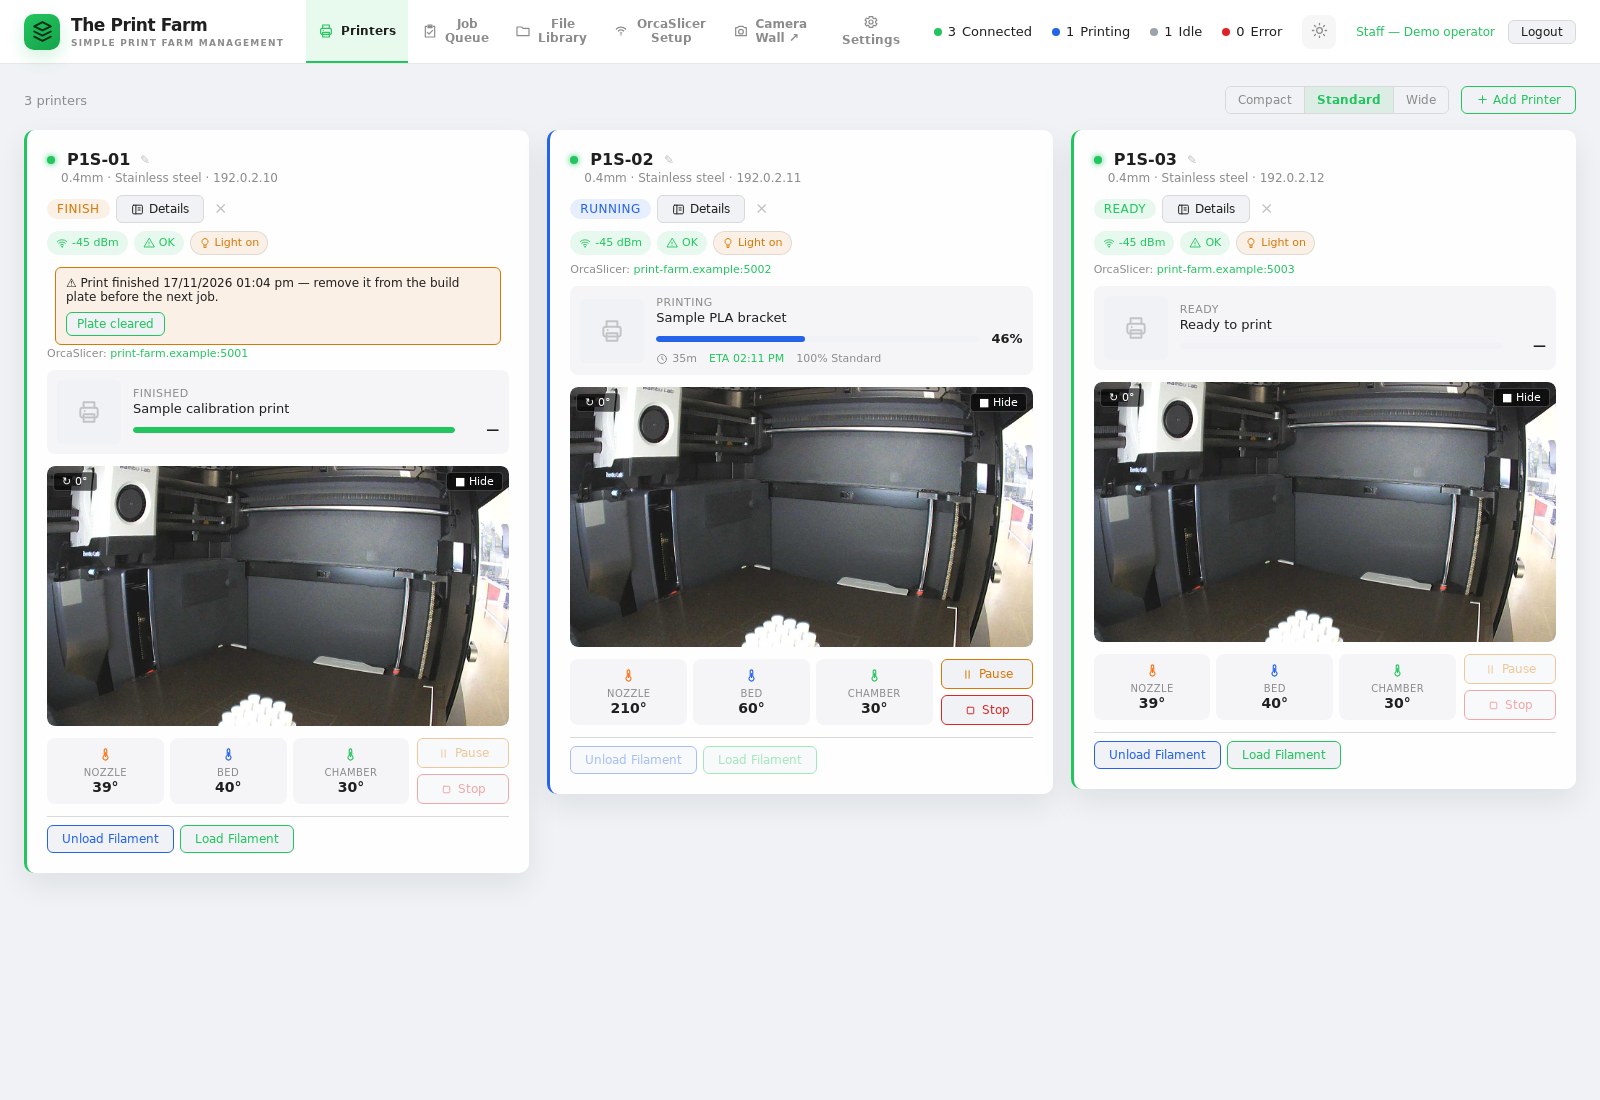 The Print Farm
SIMPLE PRINT FARM MANAGEMENT
Printers
Job Queue
File Library
OrcaSlicer Setup
Camera Wall ↗
Settings
3 Connected
1 Printing
1 Idle
0 Error
Staff — Demo operator
Logout
3 printers
Compact
Standard
Wide
+ Add Printer
P1S-01 ✎
0.4mm · Stainless steel · 192.0.2.10
FINISH
Details
×
-45 dBm
OK
Light on
⚠ Print finished 17/11/2026 01:04 pm — remove it from the build
plate before the next job.
Plate cleared
OrcaSlicer: print-farm.example:5001
FINISHED
Sample calibration print
—
↻ 0°
■ Hide
NOZZLE
39°
BED
40°
CHAMBER
30°
Pause
Stop
Unload Filament
Load Filament
P1S-02 ✎
0.4mm · Stainless steel · 192.0.2.11
RUNNING
Details
×
-45 dBm
OK
Light on
OrcaSlicer: print-farm.example:5002
PRINTING
Sample PLA bracket
46%
35m
ETA 02:11 PM
100% Standard
↻ 0°
■ Hide
NOZZLE
210°
BED
60°
CHAMBER
30°
Pause
Stop
Unload Filament
Load Filament
P1S-03 ✎
0.4mm · Stainless steel · 192.0.2.12
READY
Details
×
-45 dBm
OK
Light on
OrcaSlicer: print-farm.example:5003
READY
Ready to print
—
↻ 0°
■ Hide
NOZZLE
39°
BED
40°
CHAMBER
30°
Pause
Stop
Unload Filament
Load Filament